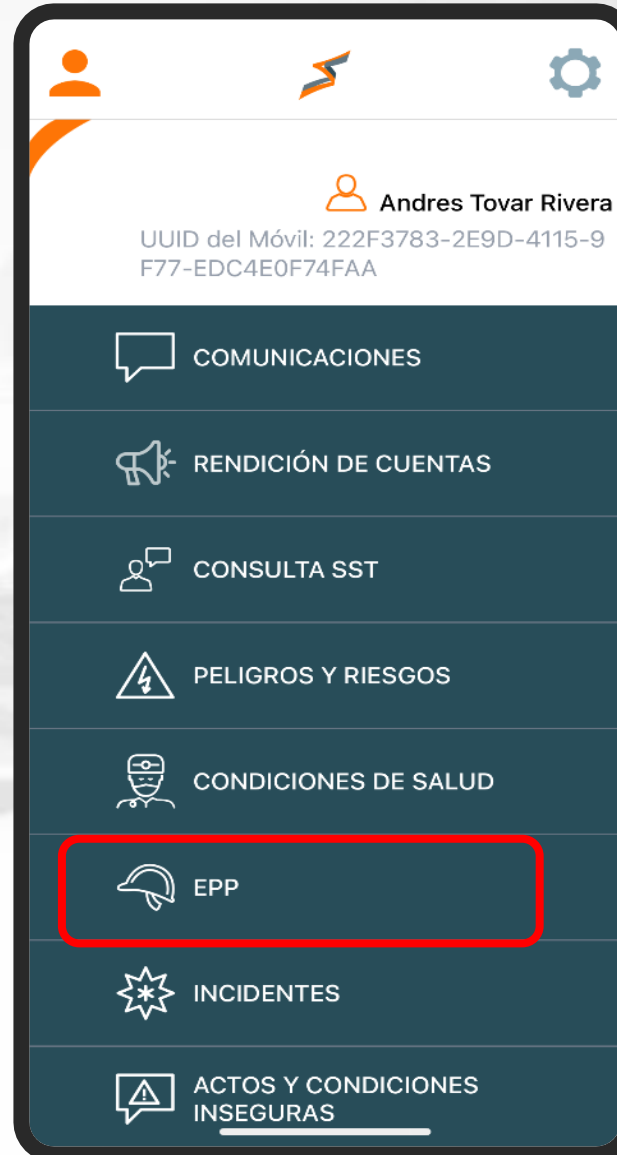 Andres Tovar Rivera
UUID del Móvil: 222F3783-2E9D-4115-9
F77-EDC4E0F74FAA
COMUNICACIONES
RENDICIÓN DE CUENTAS
CONSULTA SST
PELIGROS Y RIESGOS
CONDICIONES DE SALUD
EPP
INCIDENTES
ACTOS Y CONDICIONES
INSEGURAS